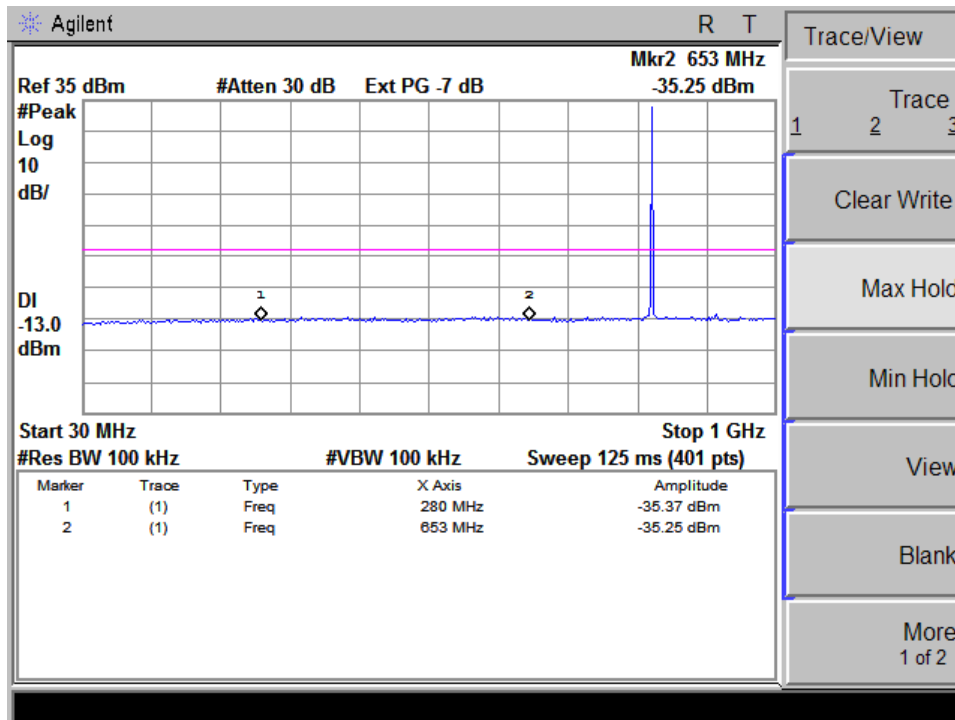 Agilent R T
Mkr2 653 MHz
Ref 35 dBm #Atten 30 dB Ext PG -7 dB -35.25 dBm
#Peak
Log
10
dB/
1 2
DI
-13.0
dBm
Start 30 MHz Stop 1 GHz
#Res BW 100 kHz #VBW 100 kHz Sweep 125 ms (401 pts)
Marker Trace Type X Axis Amplitude
1 (1) Freq 280 MHz -35.37 dBm
2 (1) Freq 653 MHz -35.25 dBm
Trace/View
Trace
1 2 3
Clear Write
Max Hold
Min Hold
View
Blank
More
1 of 2